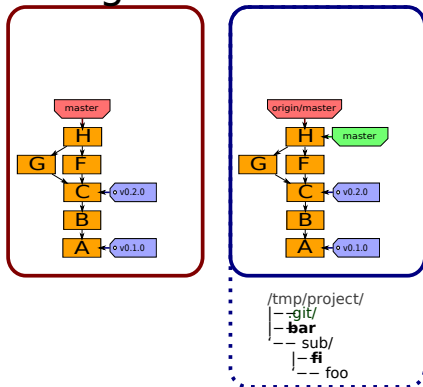 master
H
G F
C v0.2.0
B
A v0.1.0
origin/master
H master
G F
C v0.2.0
B
A v0.1.0
/tmp/project/
|−−.git/
|−−bar
`−− sub/
|−−fi
`−− foo